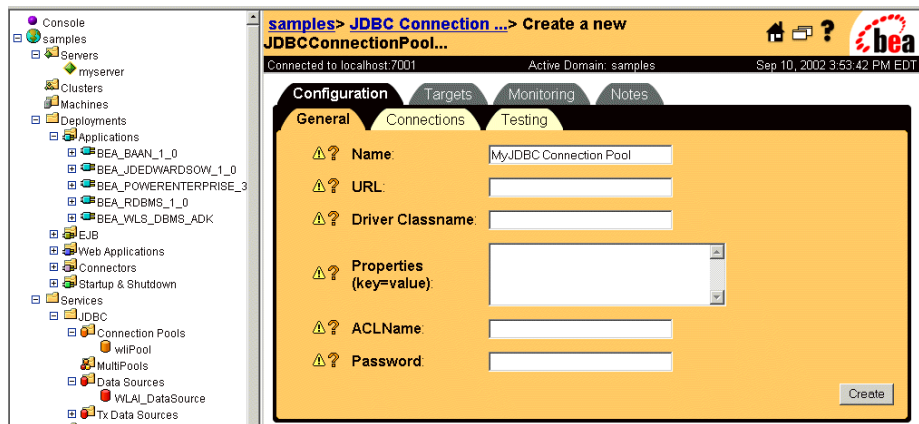 Console
samples
Servers
myserver
Clusters
Machines
Deployments
Applications
BEA_BAAN_1_0
BEA_JDEDWARDSOW_1_0
BEA_POWERENTERPRISE_3
BEA_RDBMS_1_0
BEA_WLS_DBMS_ADK
EJB
Web Applications
Connectors
Startup & Shutdown
Services
JDBC
Connection Pools
wliPool
MultiPools
Data Sources
WLAI_DataSource
Tx Data Sources
samples> JDBC Connection ...> Create a new
JDBCConnectionPool...
? bea
Connected to localhost:7001 Active Domain: samples Sep 10, 2002 3:53:42 PM EDT
Configuration Targets Monitoring Notes
General Connections Testing
? Name: MyJDBC Connection Pool
? URL:
? Driver Classname:
? Properties
(key=value):
? ACLName:
? Password:
Create